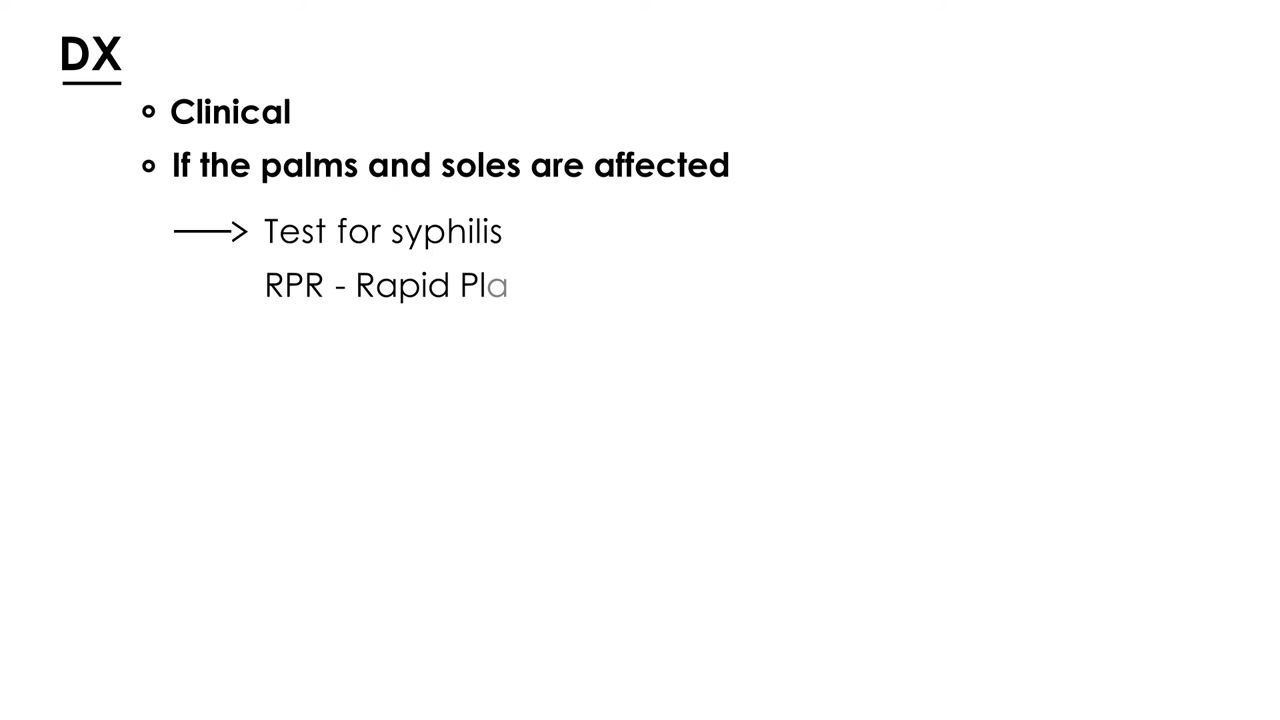 DX
Clinical
If the palms and soles are affected
Test for syphilis
RPR - Rapid Pla